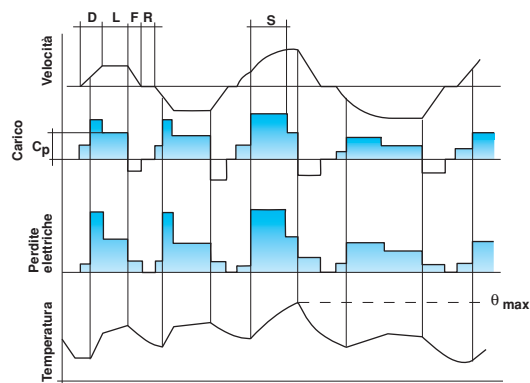 D L F R S
Velocità
Carico
Cp
Perdite
elettriche
θ max
Temperatura